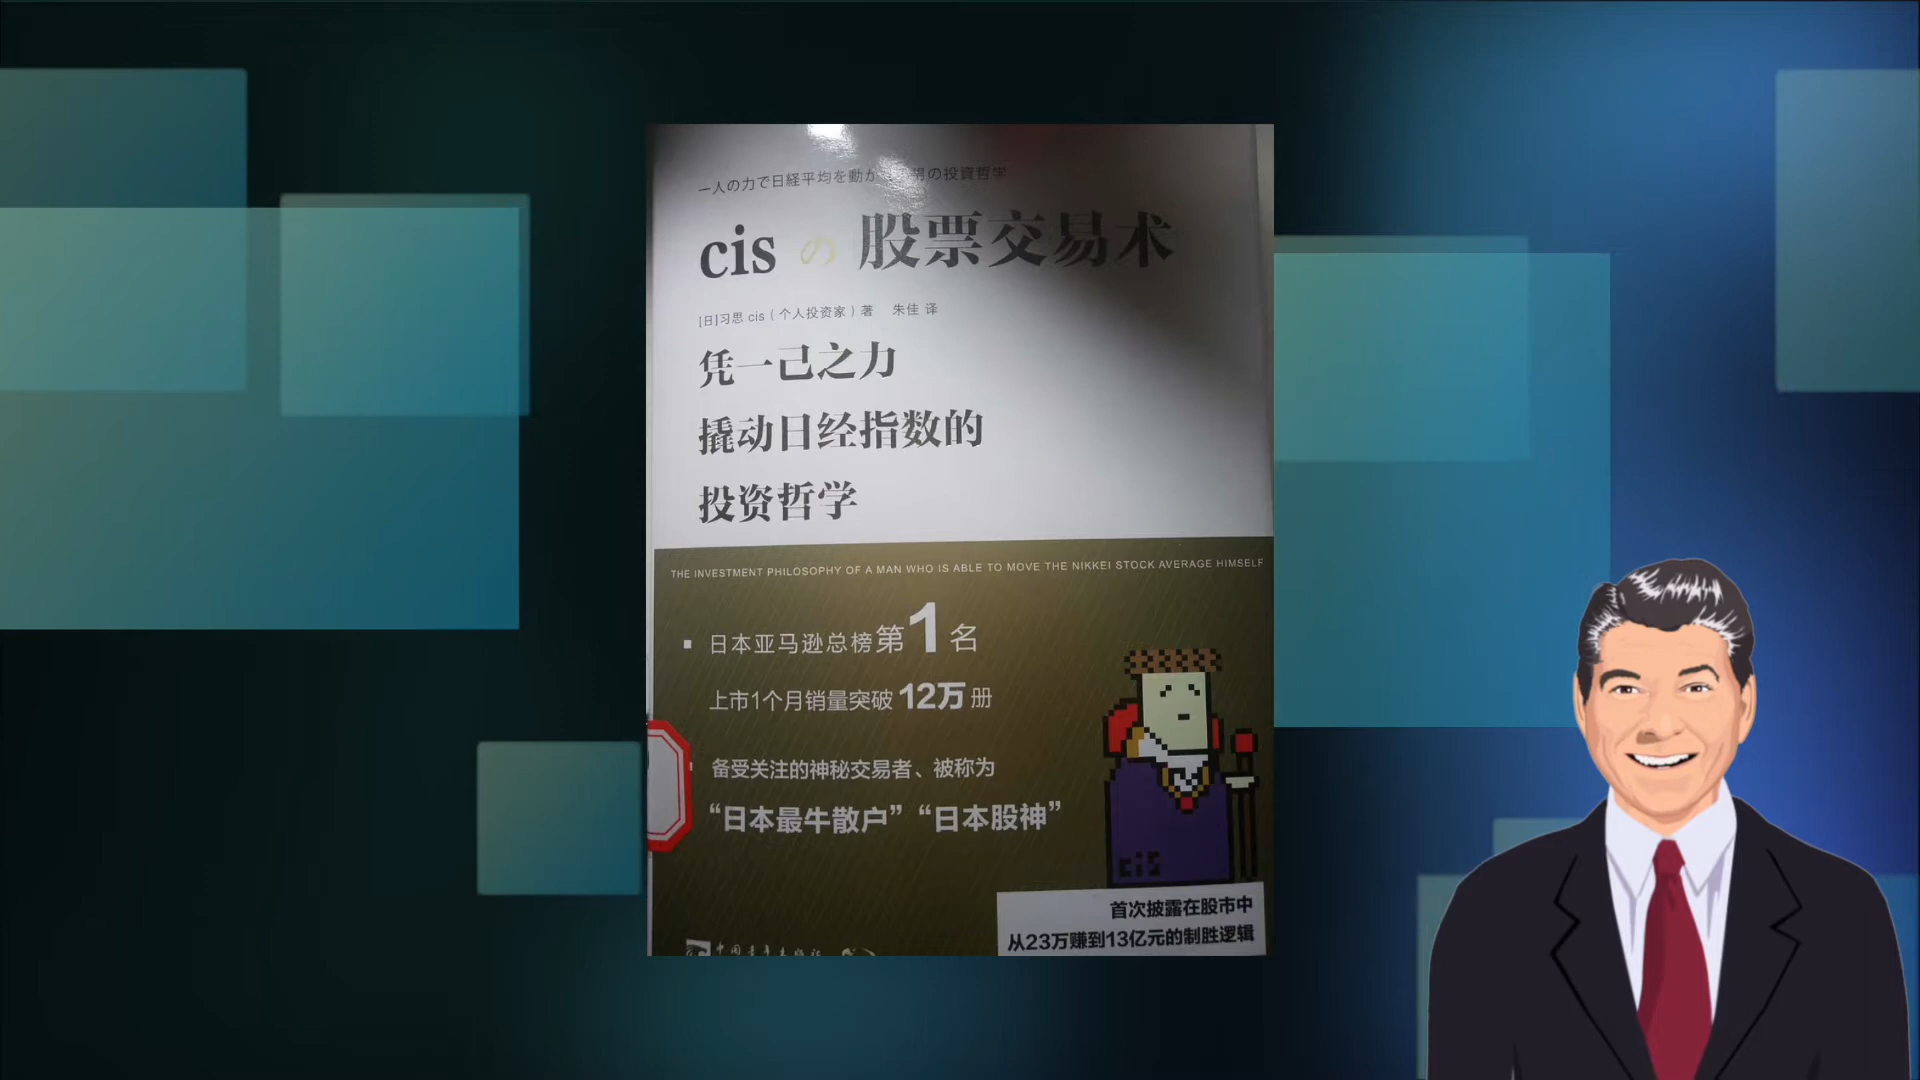 一人の力で日経平均を動か 男の投資哲学
cis の 股票交易术
[日]习思 cis（个人投资家）著 朱佳 译
凭一己之力
撬动日经指数的
投资哲学
THE INVESTMENT PHILOSOPHY OF A MAN WHO IS ABLE TO MOVE THE NIKKEI STOCK AVERAGE HIMSELF
▪ 日本亚马逊总榜第1名
上市1个月销量突破12万册
备受关注的神秘交易者、被称为
“日本最牛散户”“日本股神”
cis
首次披露在股市中
从23万赚到13亿元的制胜逻辑